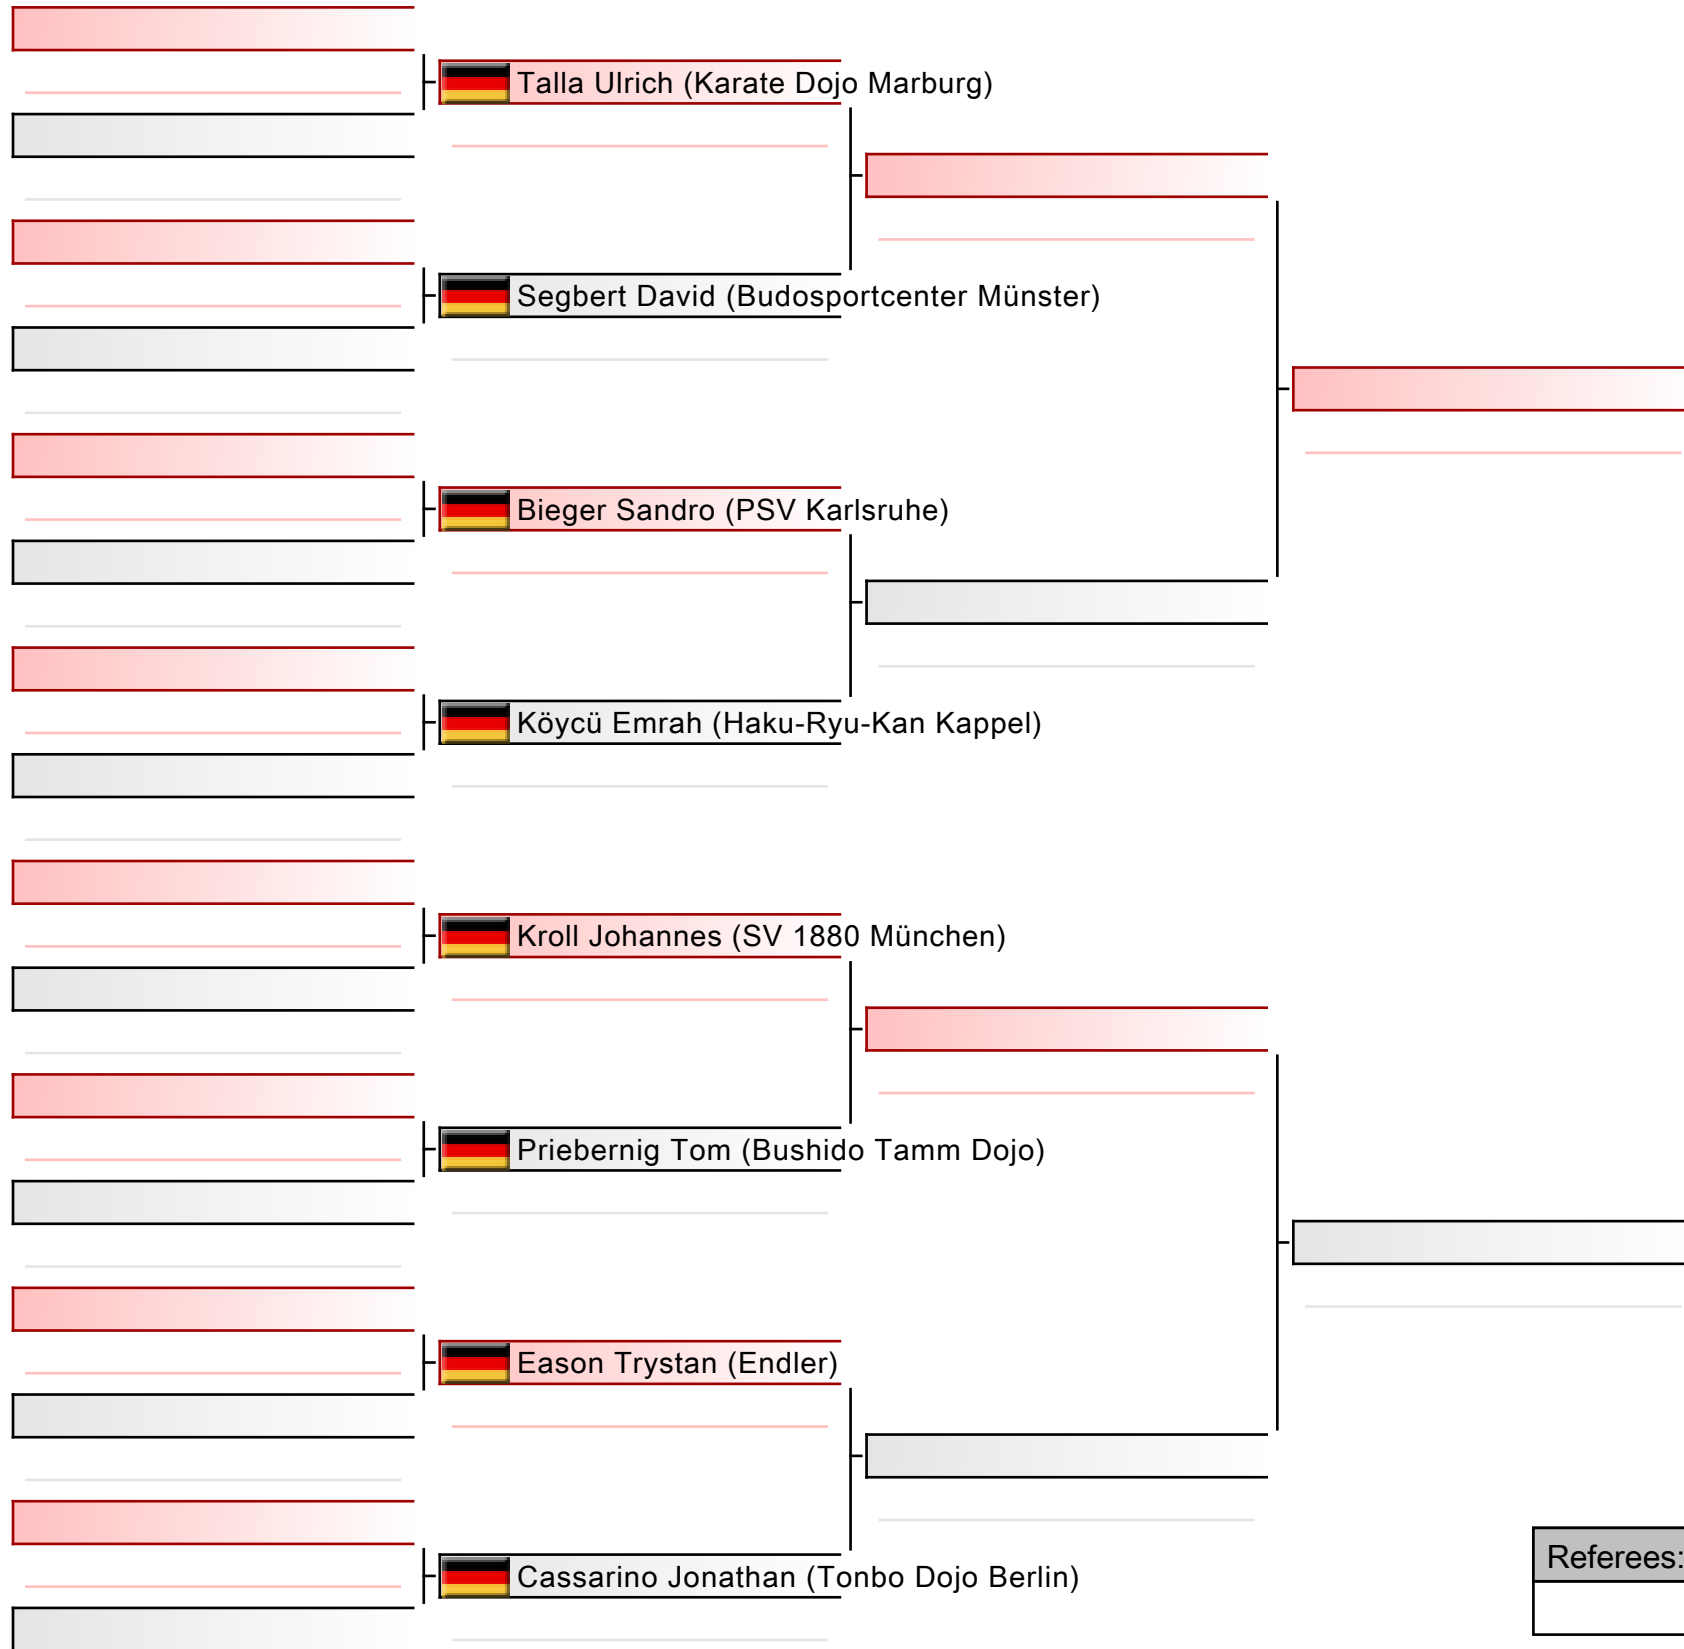 Talla Ulrich (Karate Dojo Marburg)
Segbert David (Budosportcenter Münster)
Bieger Sandro (PSV Karlsruhe)
Köycü Emrah (Haku-Ryu-Kan Kappel)
Kroll Johannes (SV 1880 München)
Priebernig Tom (Bushido Tamm Dojo)
Eason Trystan (Endler)
Referees:
Cassarino Jonathan (Tonbo Dojo Berlin)